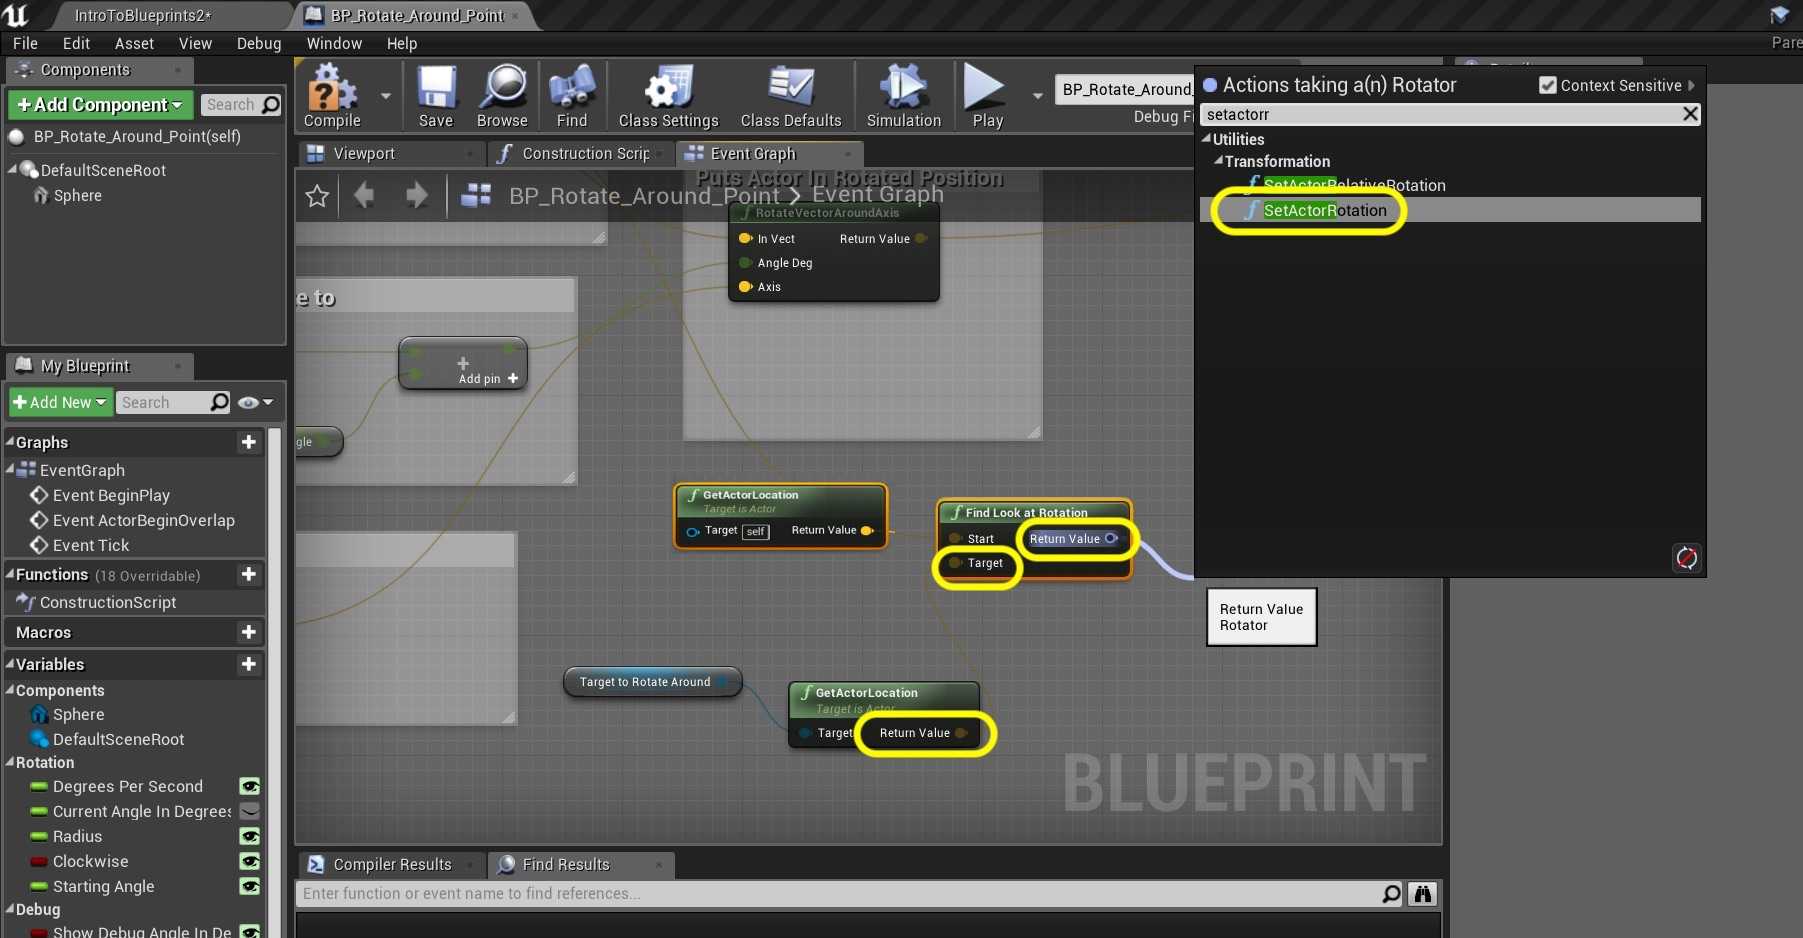 IntroToBlueprints2*
BP_Rotate_Around_Point
File Edit Asset View Debug Window Help
Pare
Components
+Add Component
Search
BP_Rotate_Around_Point(self)
DefaultSceneRoot
Sphere
Compile
Save
Browse
Find
Class Settings
Class Defaults
Simulation
Play
BP_Rotate_Around_
Debug Fi
Viewport
Construction Scrip
Event Graph
BP_Rotate_Around_Point > Event Graph
Puts Actor In Rotated Position
RotateVectorAroundAxis
In Vect Return Value
Angle Deg
Axis
e to
Add pin +
gle
GetActorLocation
Target is Actor
Target self Return Value
Find Look at Rotation
Start Return Value
Target
Target to Rotate Around
GetActorLocation
Target is Actor
Target Return Value
BLUEPRINT
Actions taking a(n) Rotator
Context Sensitive
setactorr
Utilities
Transformation
SetActorRelativeRotation
SetActorRotation
Return Value
Rotator
My Blueprint
+Add New
Search
Graphs
EventGraph
Event BeginPlay
Event ActorBeginOverlap
Event Tick
Functions (18 Overridable)
ConstructionScript
Macros
Variables
Components
Sphere
DefaultSceneRoot
Rotation
Degrees Per Second
Current Angle In Degrees
Radius
Clockwise
Starting Angle
Debug
Show Debug Angle In De
Compiler Results
Find Results
Enter function or event name to find references...